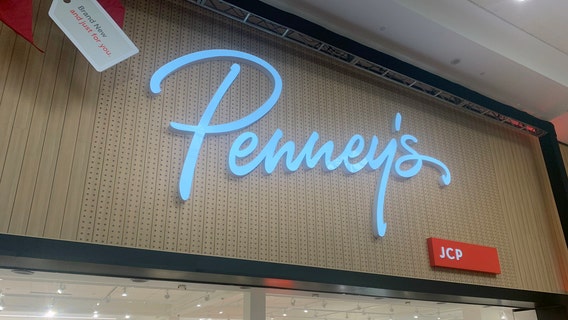 Brand New
and just for you.
Penney's
JCP